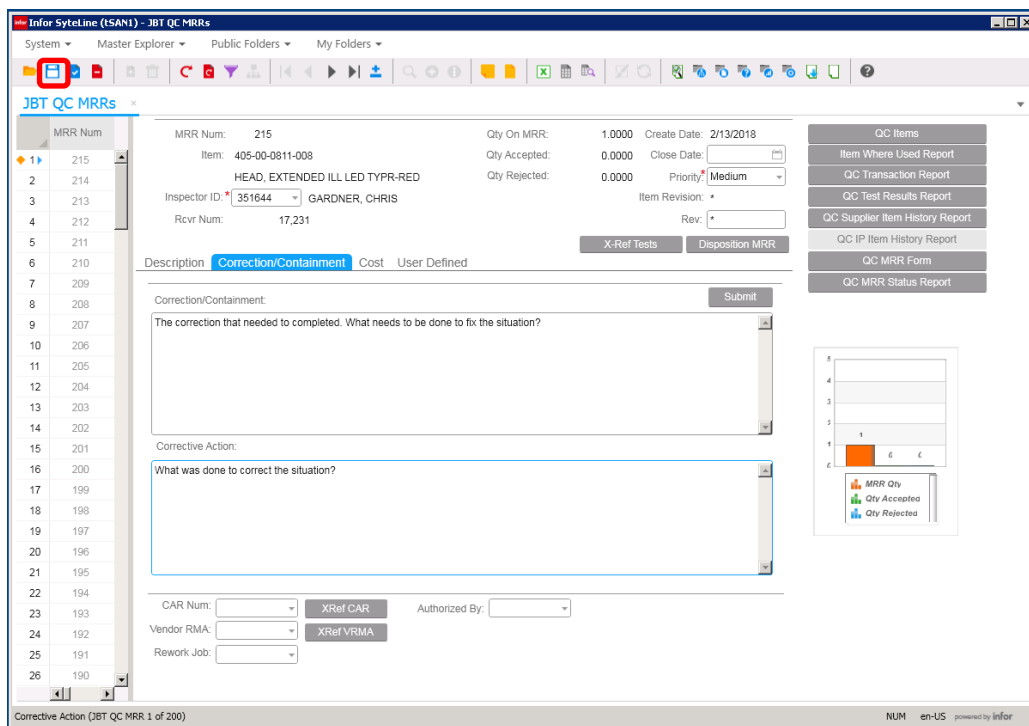 infor Infor SyteLine (tSAN1) - JBT QC MRRs
System Master Explorer Public Folders My Folders
JBT QC MRRs ×
MRR Num
1 215
2 214
3 213
4 212
5 211
6 210
7 209
8 208
9 207
10 206
11 205
12 204
13 203
14 202
15 201
16 200
17 199
18 198
19 197
20 196
21 195
22 194
23 193
24 192
25 191
26 190
MRR Num: 215 Qty On MRR: 1.0000 Create Date: 2/13/2018
Item: 405-00-0811-008 Qty Accepted: 0.0000 Close Date:
HEAD, EXTENDED ILL LED TYPR-RED Qty Rejected: 0.0000 Priority:* Medium
Inspector ID:* 351644 GARDNER, CHRIS Item Revision: *
Rcvr Num: 17,231 Rev: *
X-Ref Tests Disposition MRR
Description Correction/Containment Cost User Defined
Correction/Containment: Submit
The correction that needed to completed. What needs to be done to fix the situation?
Corrective Action:
What was done to correct the situation?
CAR Num: XRef CAR Authorized By:
Vendor RMA: XRef VRMA
Rework Job:
QC Items
Item Where Used Report
QC Transaction Report
QC Test Results Report
QC Supplier Item History Report
QC IP Item History Report
QC MRR Form
QC MRR Status Report
5
4
3
2
1
1
MRR Qty
Qty Accepted
Qty Rejected
Corrective Action (JBT QC MRR 1 of 200) NUM en-US powered by infor